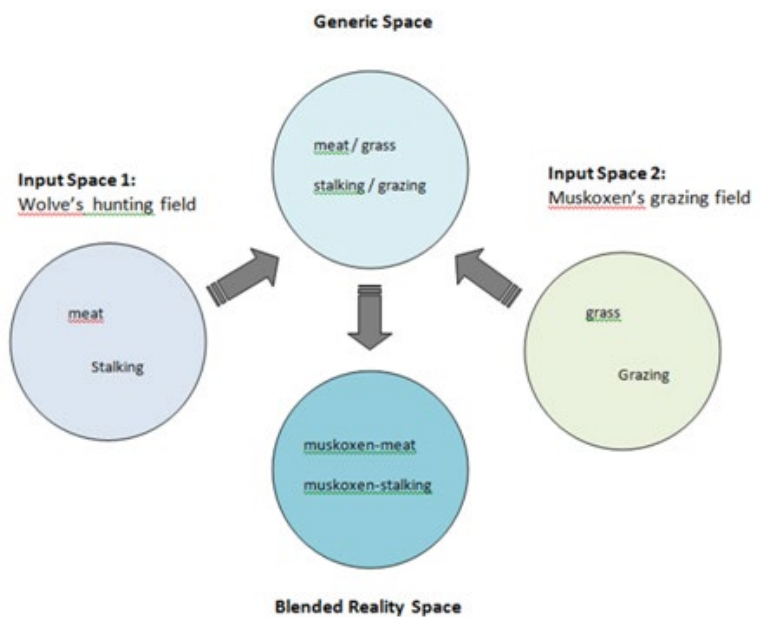 Generic Space
meat / grass
stalking / grazing
Input Space 1:
Wolve's hunting field
meat
Stalking
Input Space 2:
Muskoxen's grazing field
grass
Grazing
muskoxen-meat
muskoxen-stalking
Blended Reality Space